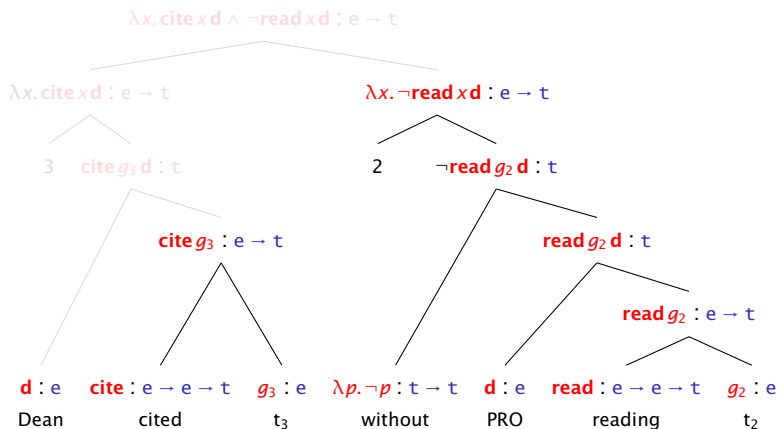 λx.cite x d ∧ ¬read x d : e → t
λx.cite x d : e → t λx.¬read x d : e → t
3 cite g₃ d : t 2 ¬read g₂ d : t
cite g₃ : e → t read g₂ d : t
read g₂ : e → t
d : e cite : e → e → t g₃ : e λp.¬p : t → t d : e read : e → e → t g₂ : e
Dean cited t₃ without PRO reading t₂